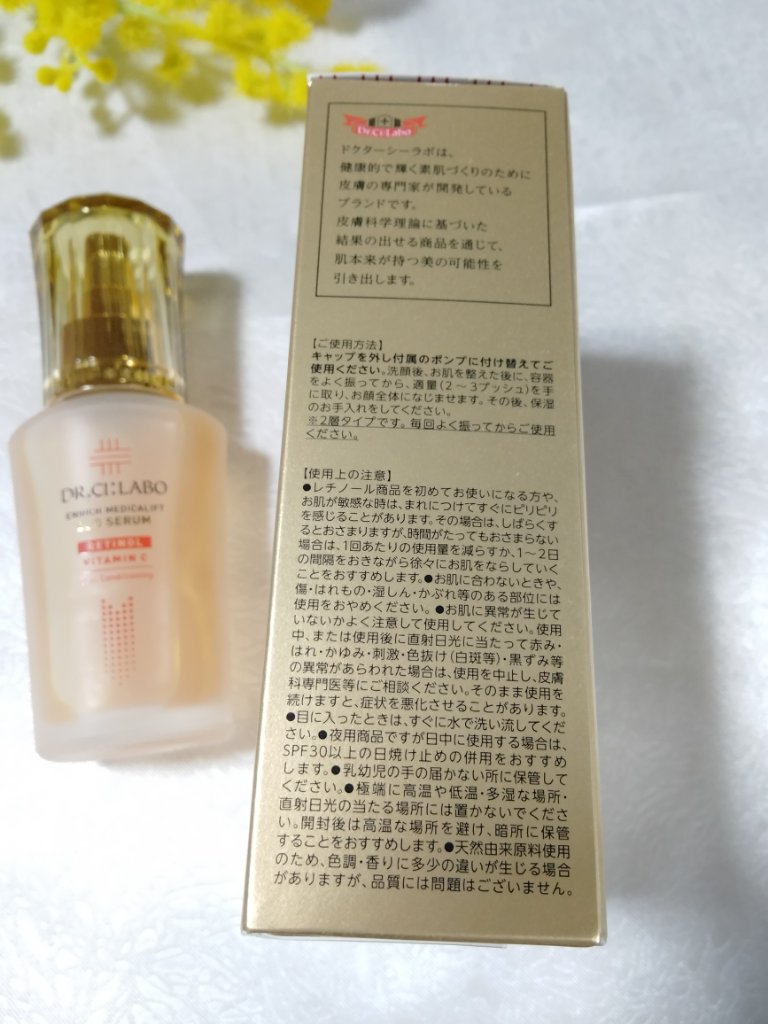 DR.CI:LABO
ENRICH MEDICALIFT
SERUM
RETINOL
VITAMIN C
Conditioning
Dr.Ci:Labo
ドクターシーラボは、
健康的で輝く素肌づくりのために
皮膚の専門家が開発している
ブランドです。
皮膚科学理論に基づいた
結果の出せる商品を通じて、
肌本来が持つ美の可能性を
引き出します。
【ご使用方法】
キャップを外し付属のポンプに付け替えてご
使用ください。洗顔後、お肌を整えた後に、容器
をよく振ってから、適量(2～3プッシュ)を手
に取り、お顔全体になじませます。その後、保湿
のお手入れをしてください。
※2層タイプです。毎回よく振ってからご使用
ください。
【使用上の注意】
●レチノール商品を初めてお使いになる方や、
お肌が敏感な時は、まれにつけてすぐにピリピリ
を感じることがあります。その場合は、しばらくす
るとおさまりますが、時間がたってもおさまらない
場合は、1回あたりの使用量を減らすか、1～2日
の間隔をおきながら徐々にお肌をならしていく
ことをおすすめします。●お肌に合わないときや、
傷・はれもの・湿しん・かぶれ等のある部位には
使用をおやめください。●お肌に異常が生じて
いないかよく注意して使用してください。使用
中、または使用後に直射日光に当たって赤み・
はれ・かゆみ・刺激・色抜け(白斑等)・黒ずみ等
の異常があらわれた場合は、使用を中止し、皮膚
科専門医等にご相談ください。そのまま使用を
続けますと、症状を悪化させることがあります。
●目に入ったときは、すぐに水で洗い流してくだ
さい。●夜用商品ですが日中に使用する場合は、
SPF30以上の日焼け止めの併用をおすすめ
します。●乳幼児の手の届かない所に保管して
ください。●極端に高温や低温・多湿な場所・
直射日光の当たる場所には置かないでくださ
い。開封後は高温な場所を避け、暗所に保管
することをおすすめします。●天然由来原料使用
のため、色調・香りに多少の違いが生じる場合
がありますが、品質には問題はございません。